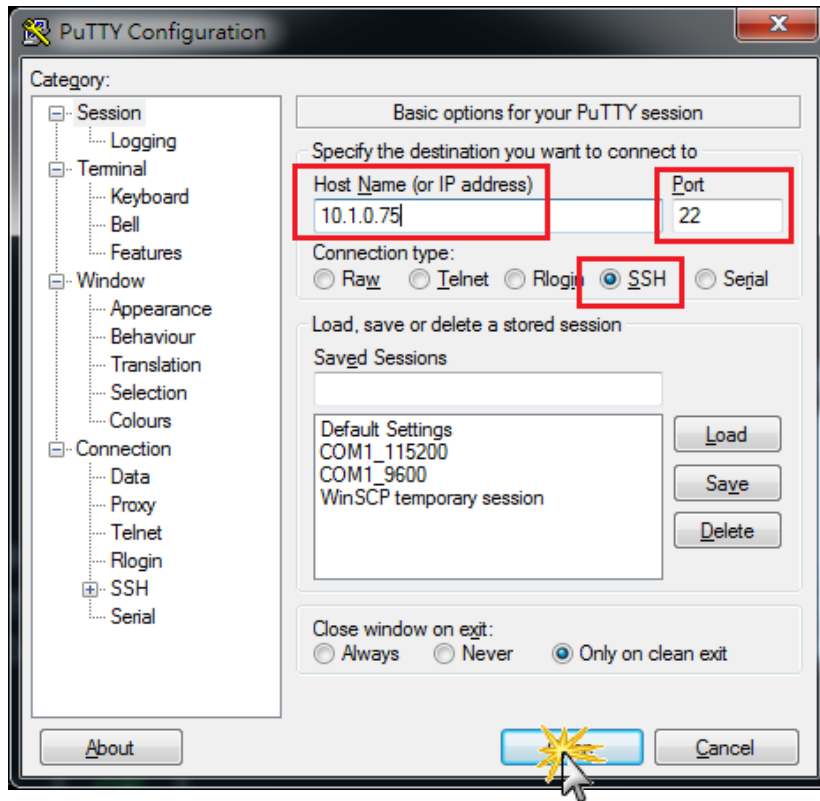 PuTTY Configuration
Category:
Session
Logging
Terminal
Keyboard
Bell
Features
Window
Appearance
Behaviour
Translation
Selection
Colours
Connection
Data
Proxy
Telnet
Rlogin
SSH
Serial
Basic options for your PuTTY session
Specify the destination you want to connect to
Host Name (or IP address) Port
10.1.0.75 22
Connection type:
Raw Telnet Rlogin SSH Serial
Load, save or delete a stored session
Saved Sessions
Default Settings
COM1_115200
COM1_9600
WinSCP temporary session
Load
Save
Delete
Close window on exit:
Always Never Only on clean exit
About Cancel